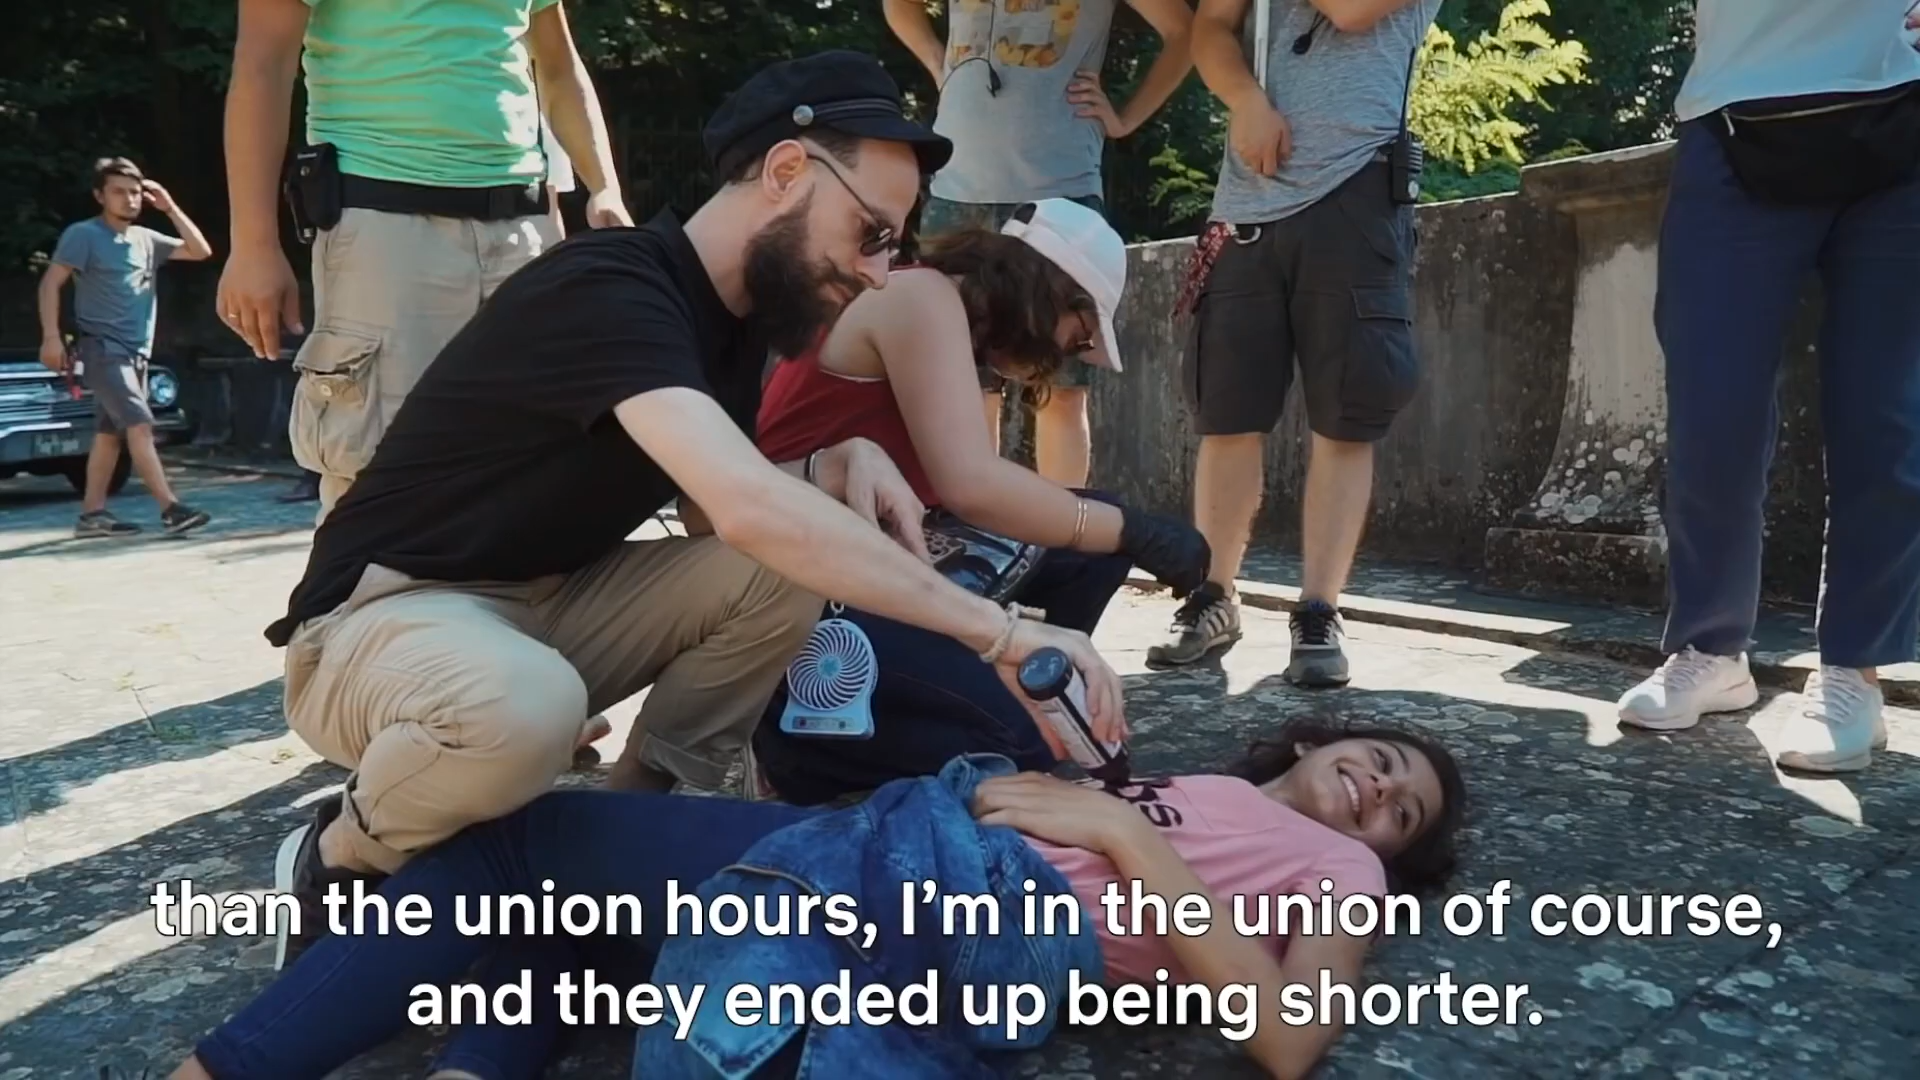 than the union hours, I'm in the union of course,
and they ended up being shorter.